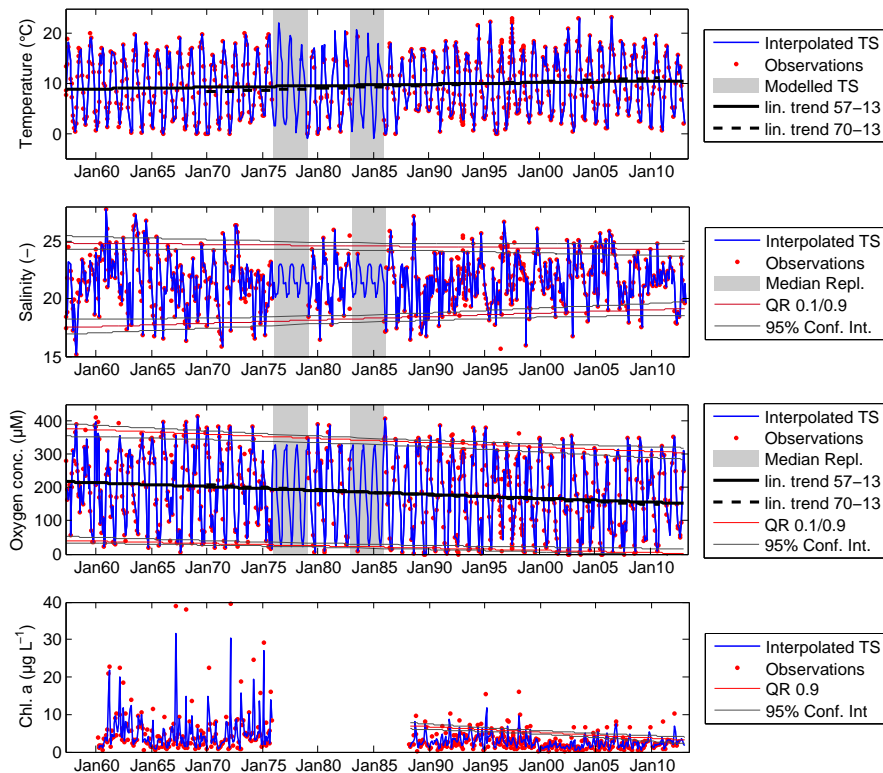 20
10
0
Temperature (°C)
Jan60 Jan65 Jan70 Jan75 Jan80 Jan85 Jan90 Jan95 Jan00 Jan05 Jan10
Interpolated TS
Observations
Modelled TS
lin. trend 57−13
lin. trend 70−13
25
20
15
Salinity (−)
Jan60 Jan65 Jan70 Jan75 Jan80 Jan85 Jan90 Jan95 Jan00 Jan05 Jan10
Interpolated TS
Observations
Median Repl.
QR 0.1/0.9
95% Conf. Int.
400
300
200
100
0
Oxygen conc. (µM)
Jan60 Jan65 Jan70 Jan75 Jan80 Jan85 Jan90 Jan95 Jan00 Jan05 Jan10
Interpolated TS
Observations
Median Repl.
lin. trend 57−13
lin. trend 70−13
QR 0.1/0.9
95% Conf. Int.
40
30
20
10
0
Chl. a (µg L−1)
Jan60 Jan65 Jan70 Jan75 Jan80 Jan85 Jan90 Jan95 Jan00 Jan05 Jan10
Interpolated TS
Observations
QR 0.9
95% Conf. Int